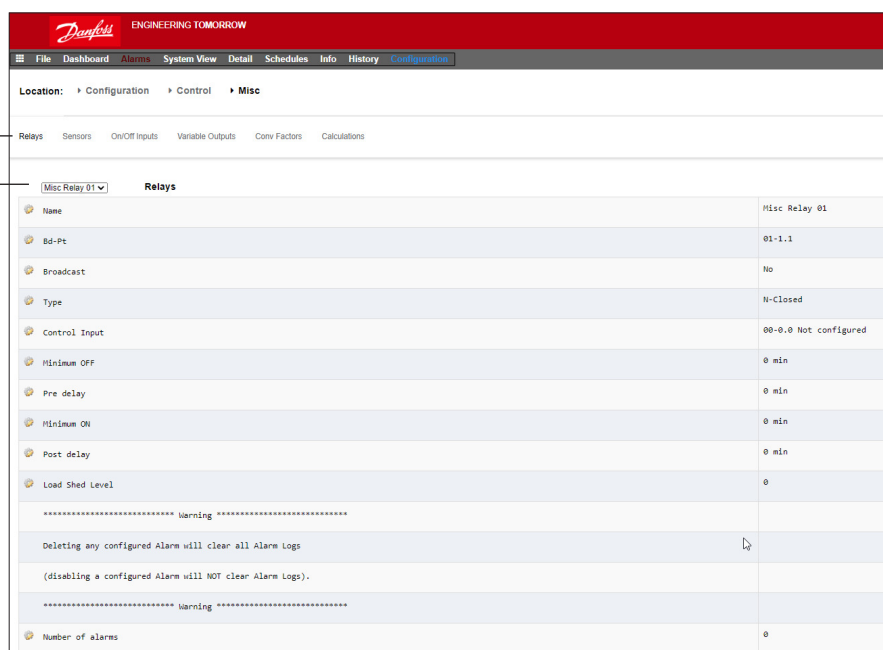 Danfoss ENGINEERING TOMORROW
File Dashboard Alarms System View Detail Schedules Info History Configuration
Location: Configuration Control Misc
Relays Sensors On/Off Inputs Variable Outputs Conv Factors Calculations
Misc Relay 01 Relays
Name Misc Relay 01
Bd-Pt 01-1.1
Broadcast No
Type N-Closed
Control Input 00-0.0 Not configured
Minimum OFF 0 min
Pre delay 0 min
Minimum ON 0 min
Post delay 0 min
Load Shed Level 0
**************************** Warning ****************************
Deleting any configured Alarm will clear all Alarm Logs
(disabling a configured Alarm will NOT clear Alarm Logs).
**************************** Warning ****************************
Number of alarms 0